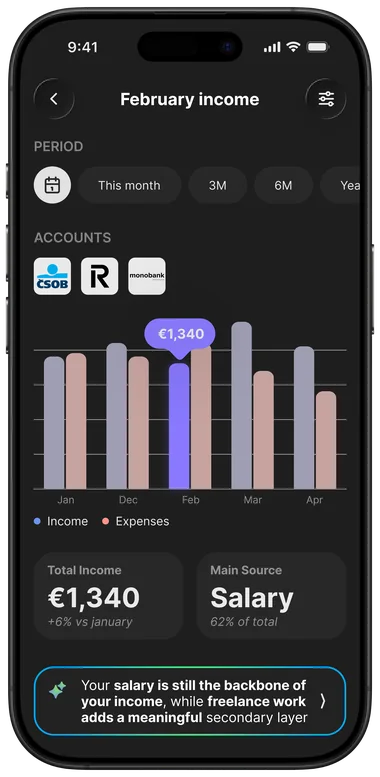 9:41
February income
PERIOD
This month
3M
6M
Yea
ACCOUNTS
ČSOB
R
monobank
€1,340
Jan
Dec
Feb
Mar
Apr
Income
Expenses
Total Income
€1,340
+6% vs january
Main Source
Salary
62% of total
Your salary is still the backbone of
your income, while freelance work
adds a meaningful secondary layer